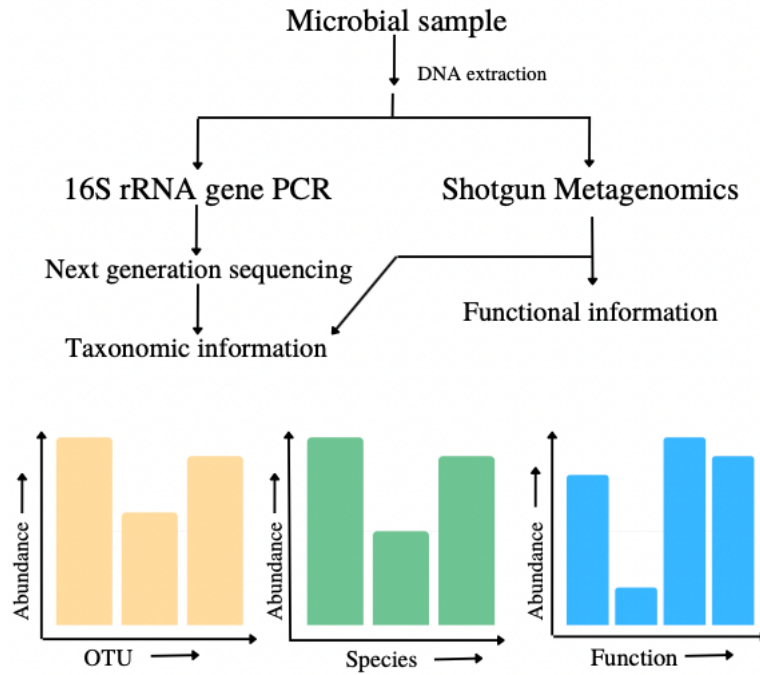 Microbial sample
DNA extraction
16S rRNA gene PCR
Shotgun Metagenomics
Next generation sequencing
Functional information
Taxonomic information
Abundance
OTU
Abundance
Species
Abundance
Function